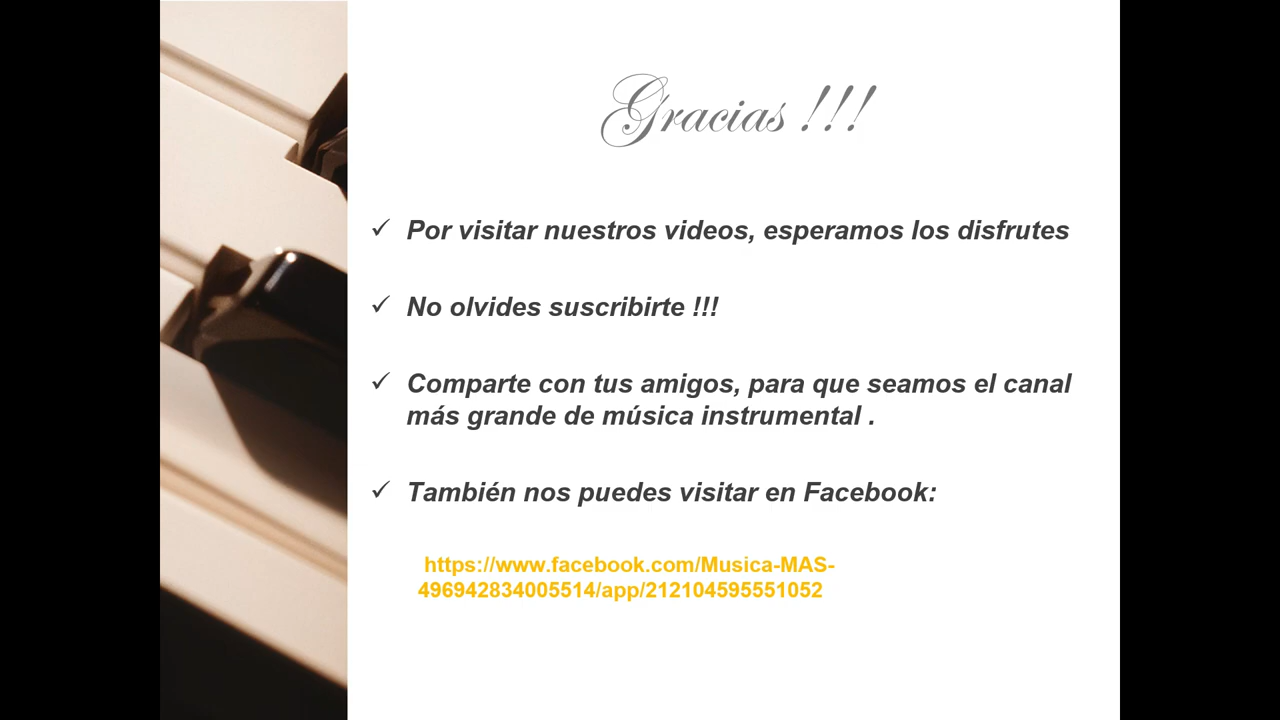 Gracias !!!
✓ Por visitar nuestros videos, esperamos los disfrutes
✓ No olvides suscribirte !!!
✓ Comparte con tus amigos, para que seamos el canal
más grande de música instrumental .
✓ También nos puedes visitar en Facebook:
https://www.facebook.com/Musica-MAS-
496942834005514/app/212104595551052